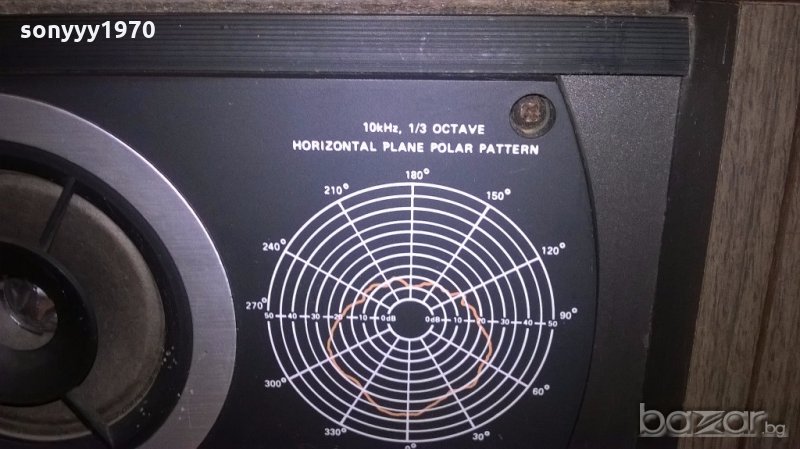 sonyyy1970
10kHz, 1/3 OCTAVE
HORIZONTAL PLANE POLAR PATTERN
180°
210° 150°
240° 120°
270° 90°
50 40 30 20 10 0dB 0dB 10 20 30 40 50
300° 60°
330° 30°
0°
bazar.bg